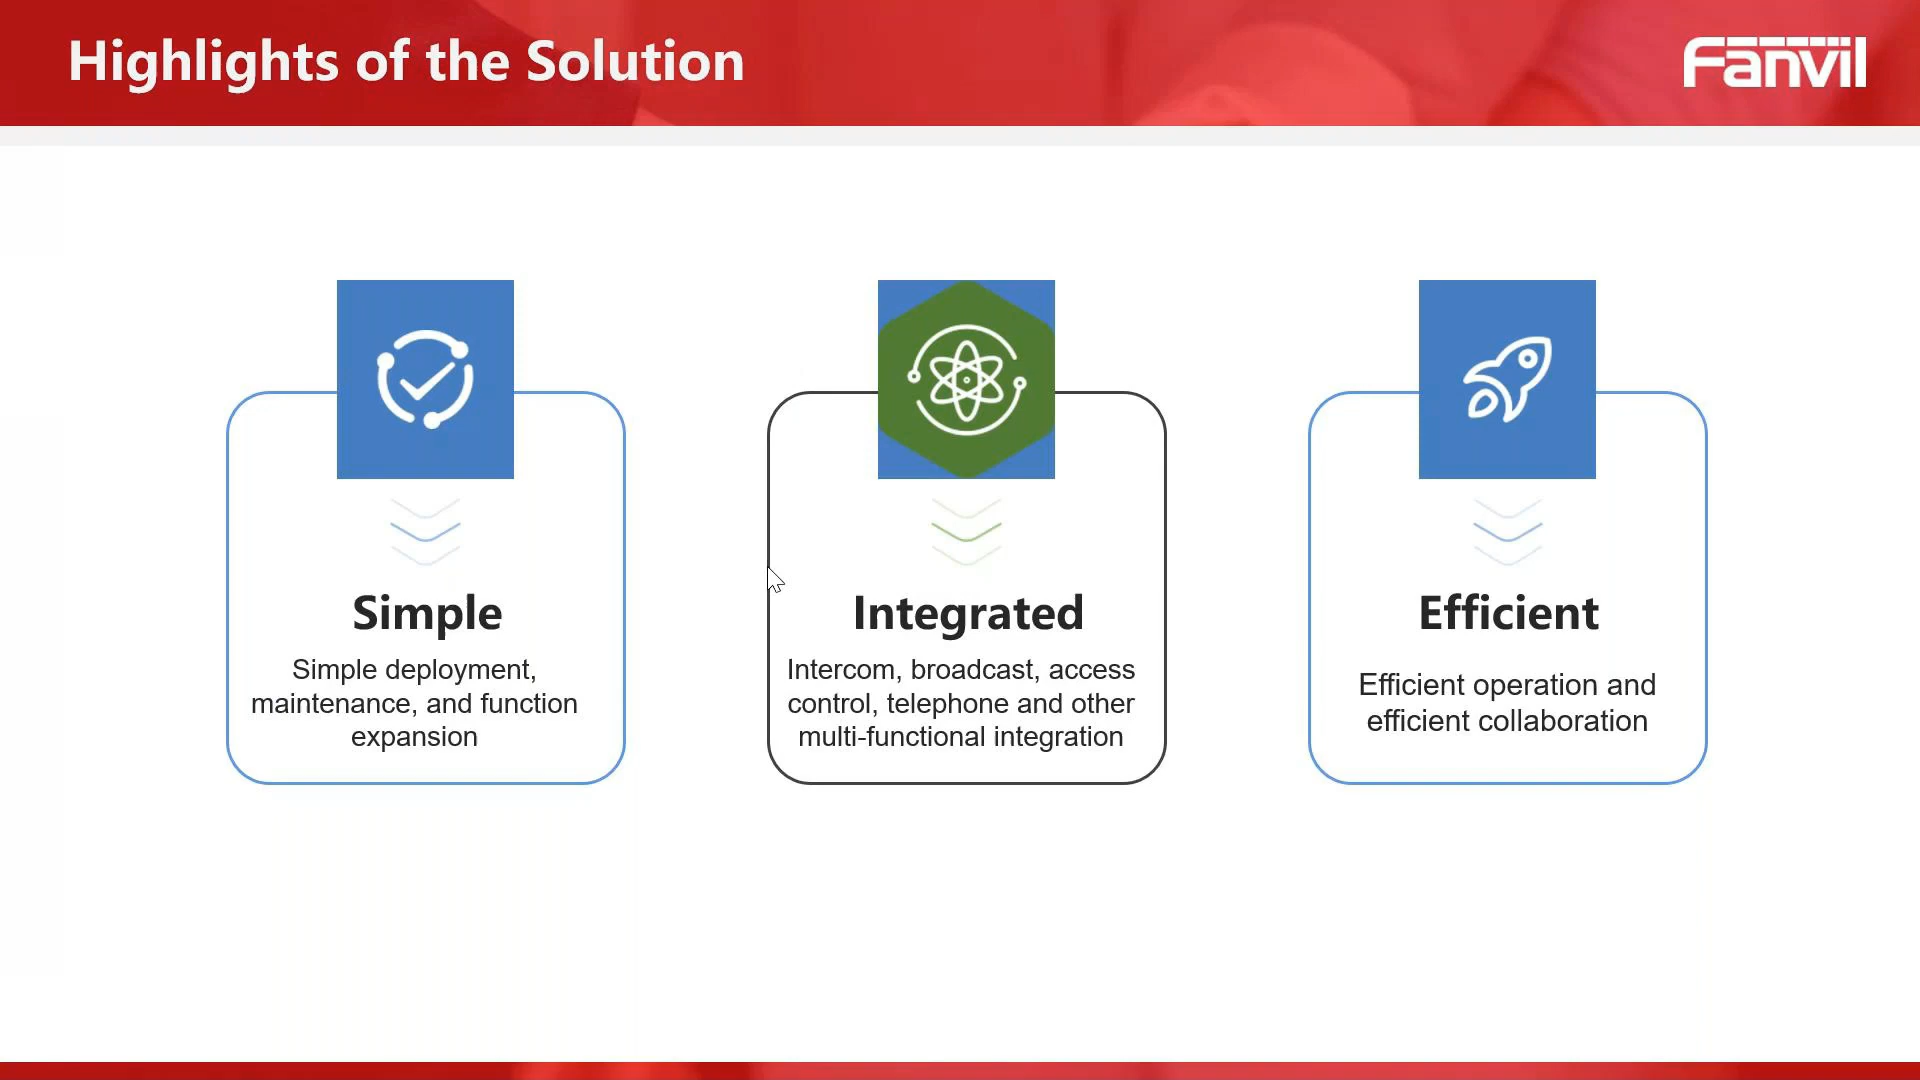 Highlights of the Solution
Fanvil
Simple
Simple deployment,
maintenance, and function
expansion
Integrated
Intercom, broadcast, access
control, telephone and other
multi-functional integration
Efficient
Efficient operation and
efficient collaboration